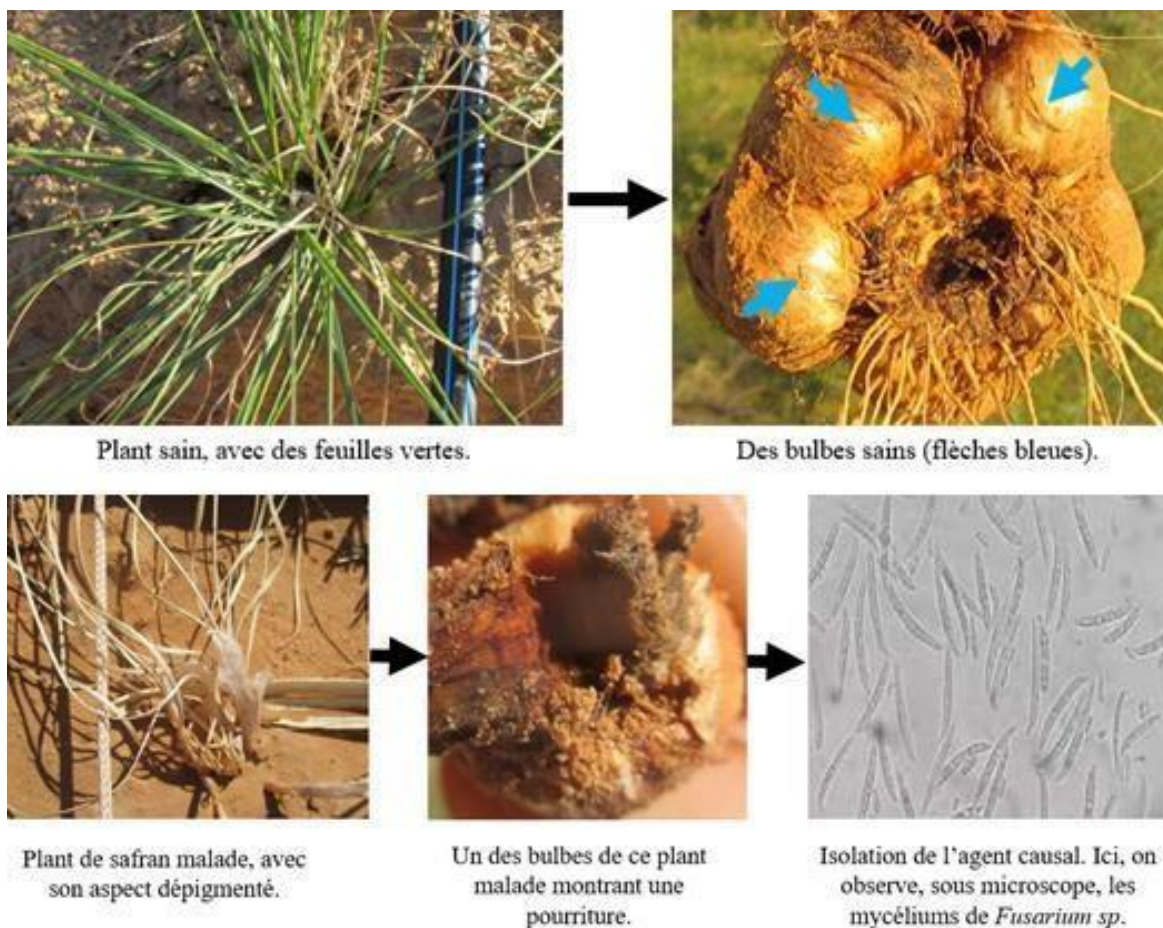 Plant sain, avec des feuilles vertes.
Des bulbes sains (flèches bleues).
Plant de safran malade, avec
son aspect dépigmenté.
Un des bulbes de ce plant
malade montrant une
pourriture.
Isolation de l’agent causal. Ici, on
observe, sous microscope, les
mycéliums de Fusarium sp.